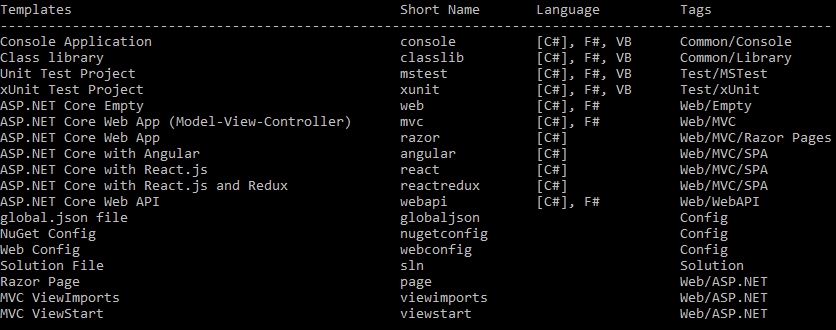 Templates Short Name Language Tags
--------------------------------------------------------------------------------------------------------
Console Application console [C#], F#, VB Common/Console
Class library classlib [C#], F#, VB Common/Library
Unit Test Project mstest [C#], F#, VB Test/MSTest
xUnit Test Project xunit [C#], F#, VB Test/xUnit
ASP.NET Core Empty web [C#], F# Web/Empty
ASP.NET Core Web App (Model-View-Controller) mvc [C#], F# Web/MVC
ASP.NET Core Web App razor [C#] Web/MVC/Razor Pages
ASP.NET Core with Angular angular [C#] Web/MVC/SPA
ASP.NET Core with React.js react [C#] Web/MVC/SPA
ASP.NET Core with React.js and Redux reactredux [C#] Web/MVC/SPA
ASP.NET Core Web API webapi [C#], F# Web/WebAPI
global.json file globaljson Config
NuGet Config nugetconfig Config
Web Config webconfig Config
Solution File sln Solution
Razor Page page Web/ASP.NET
MVC ViewImports viewimports Web/ASP.NET
MVC ViewStart viewstart Web/ASP.NET